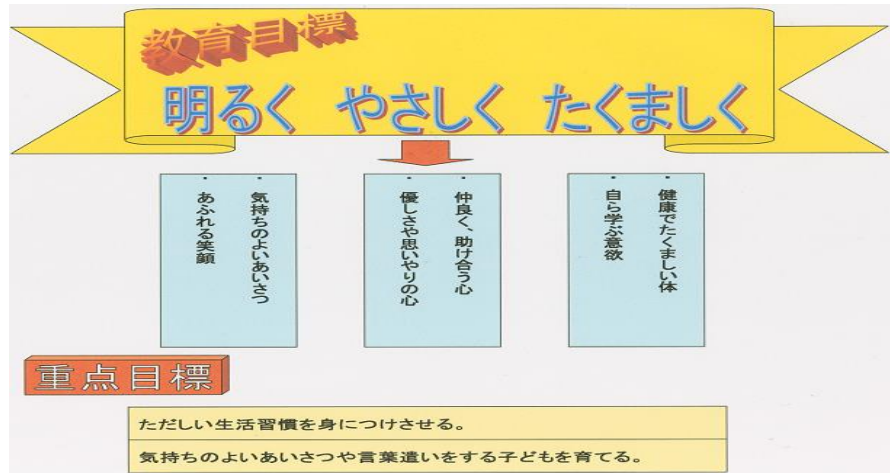 教育目標
明るく　やさしく　たくましく
・気持ちのよいあいさつ
・あふれる笑顔
・仲良く、助け合う心
・優しさや思いやりの心
・健康でたくましい体
・自ら学ぶ意欲
重点目標
ただしい生活習慣を身につけさせる。
気持ちのよいあいさつや言葉遣いをする子どもを育てる。